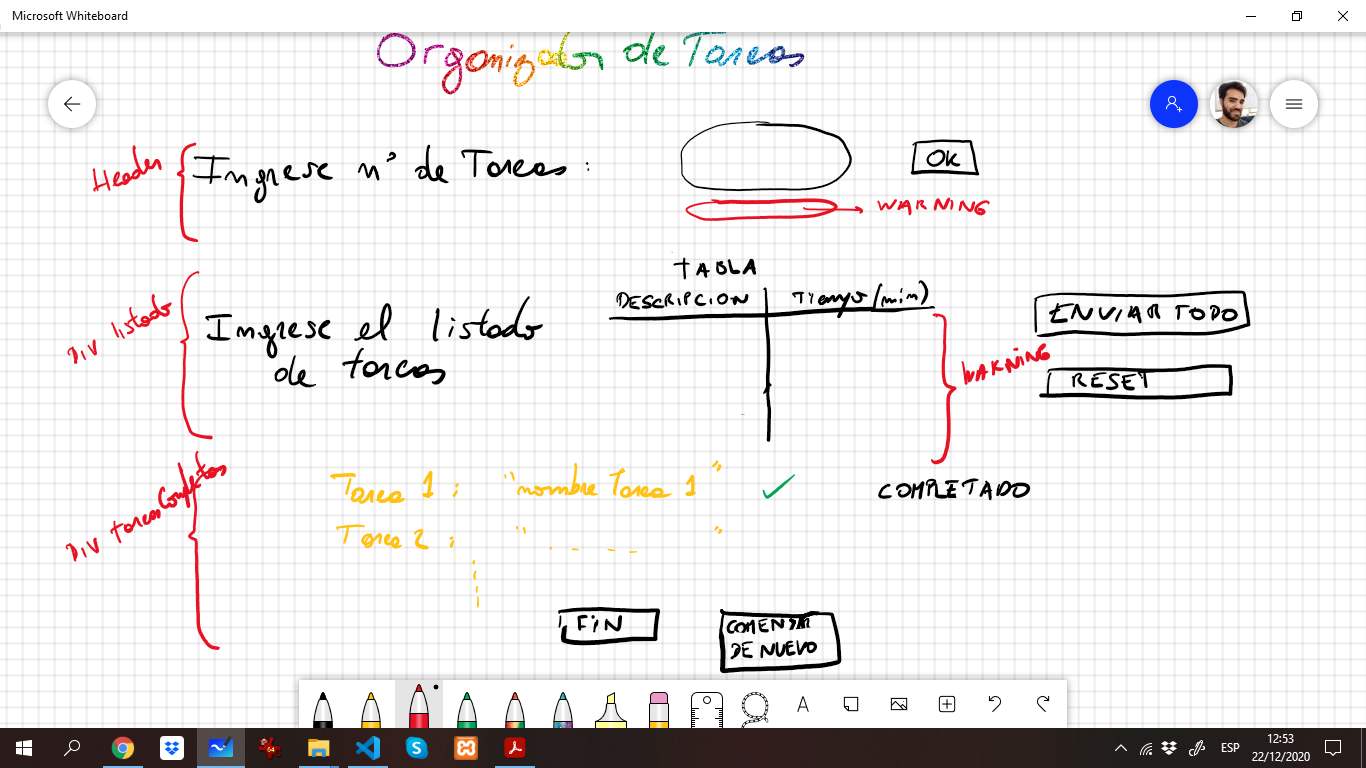 Microsoft Whiteboard
Organizador de Tareas
Header
Ingrese n° de Tareas :
OK
WARNING
TABLA
DESCRIPCION
Tiempo (min)
Div listado
Ingrese el listado
de tareas
WARNING
ENVIAR TODO
RESET
Div tareas Completas
Tarea 1 : "nombre Tarea 1"
COMPLETADO
Tarea 2 : " - - - - "
FIN
COMENZAR
DE NUEVO
A
64
ESP
12:53
22/12/2020